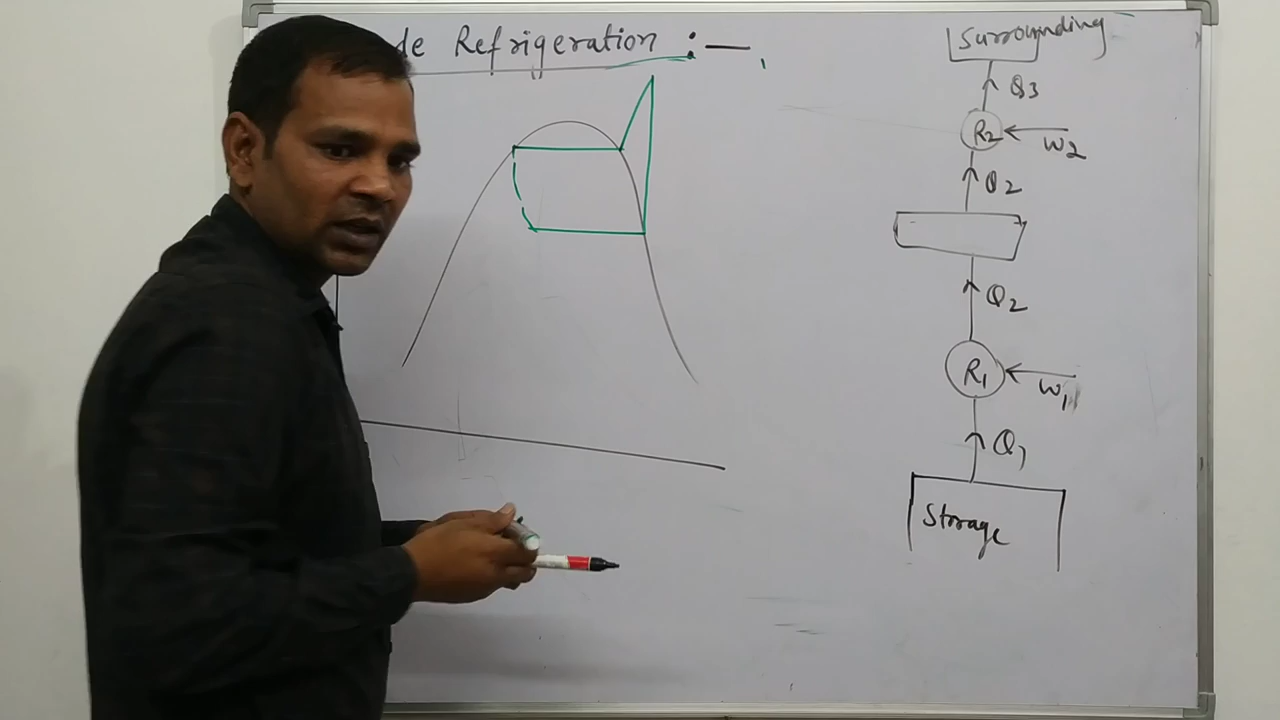 de Refrigeration :—
Surrounding
Q3
R2
W2
Q2
Q2
R1
W1
Q1
Storage